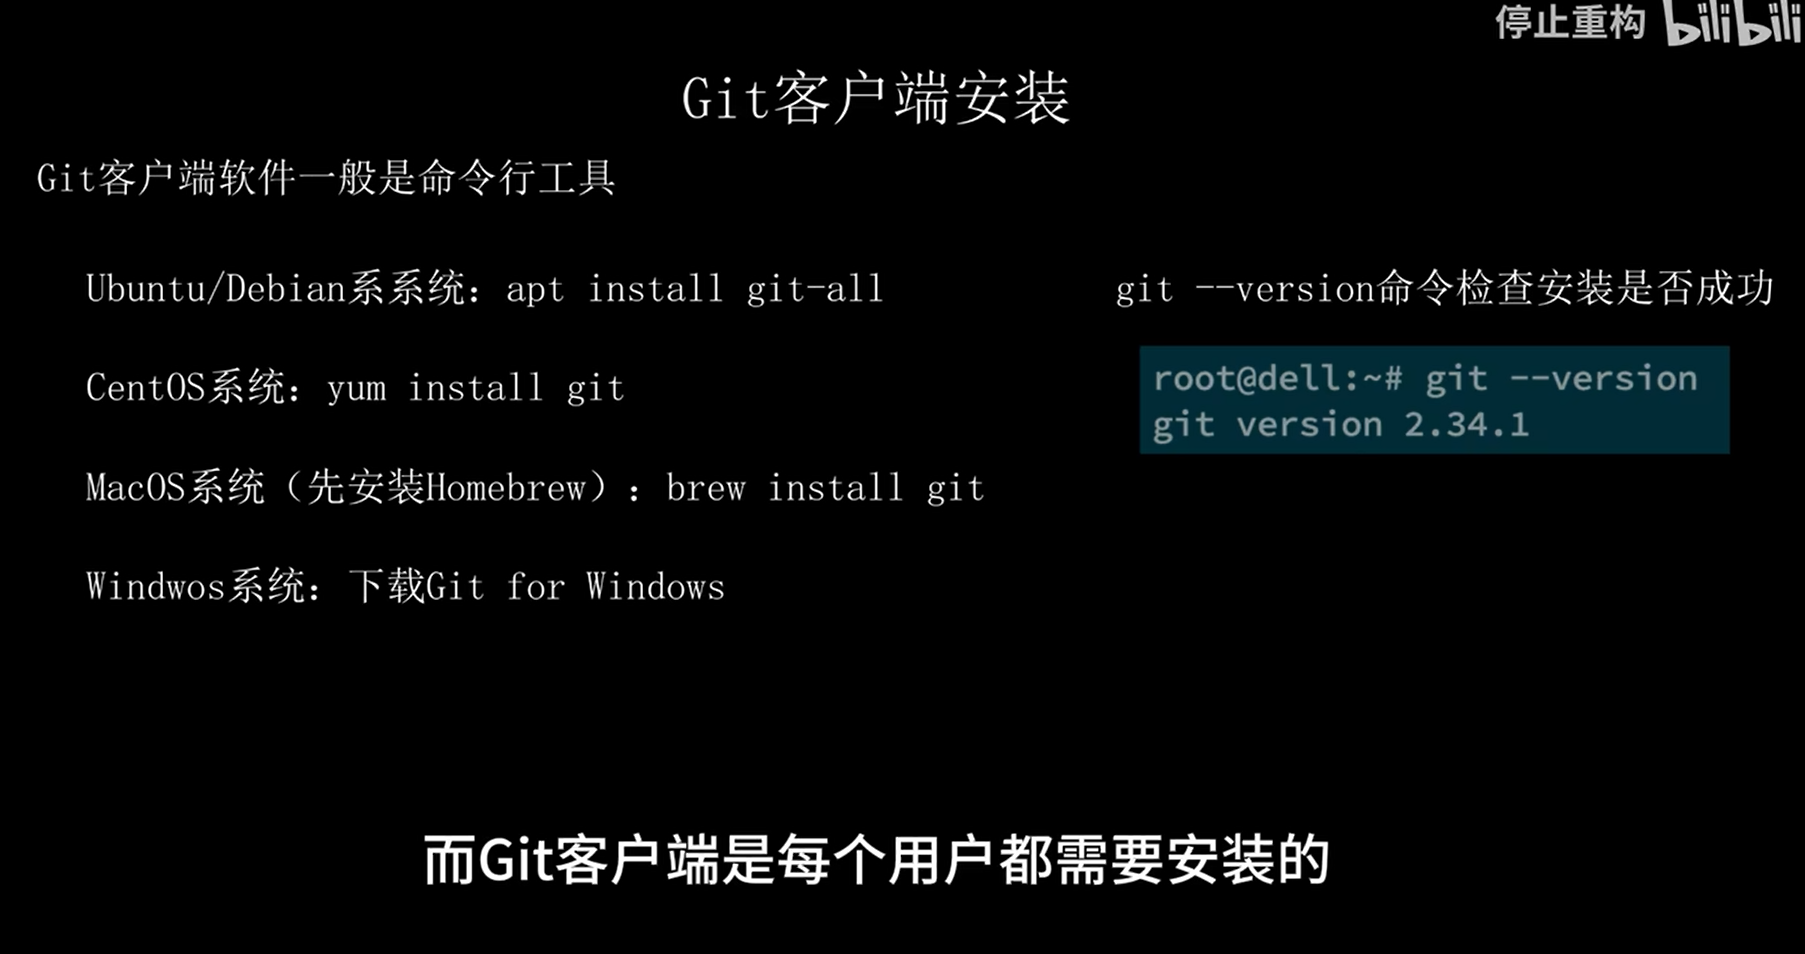 停止重构 bilibili
Git客户端安装
Git客户端软件一般是命令行工具
Ubuntu/Debian系系统：apt install git-all
git --version命令检查安装是否成功
root@dell:~# git --version
git version 2.34.1
CentOS系统：yum install git
MacOS系统（先安装Homebrew）：brew install git
Windwos系统：下载Git for Windows
而Git客户端是每个用户都需要安装的